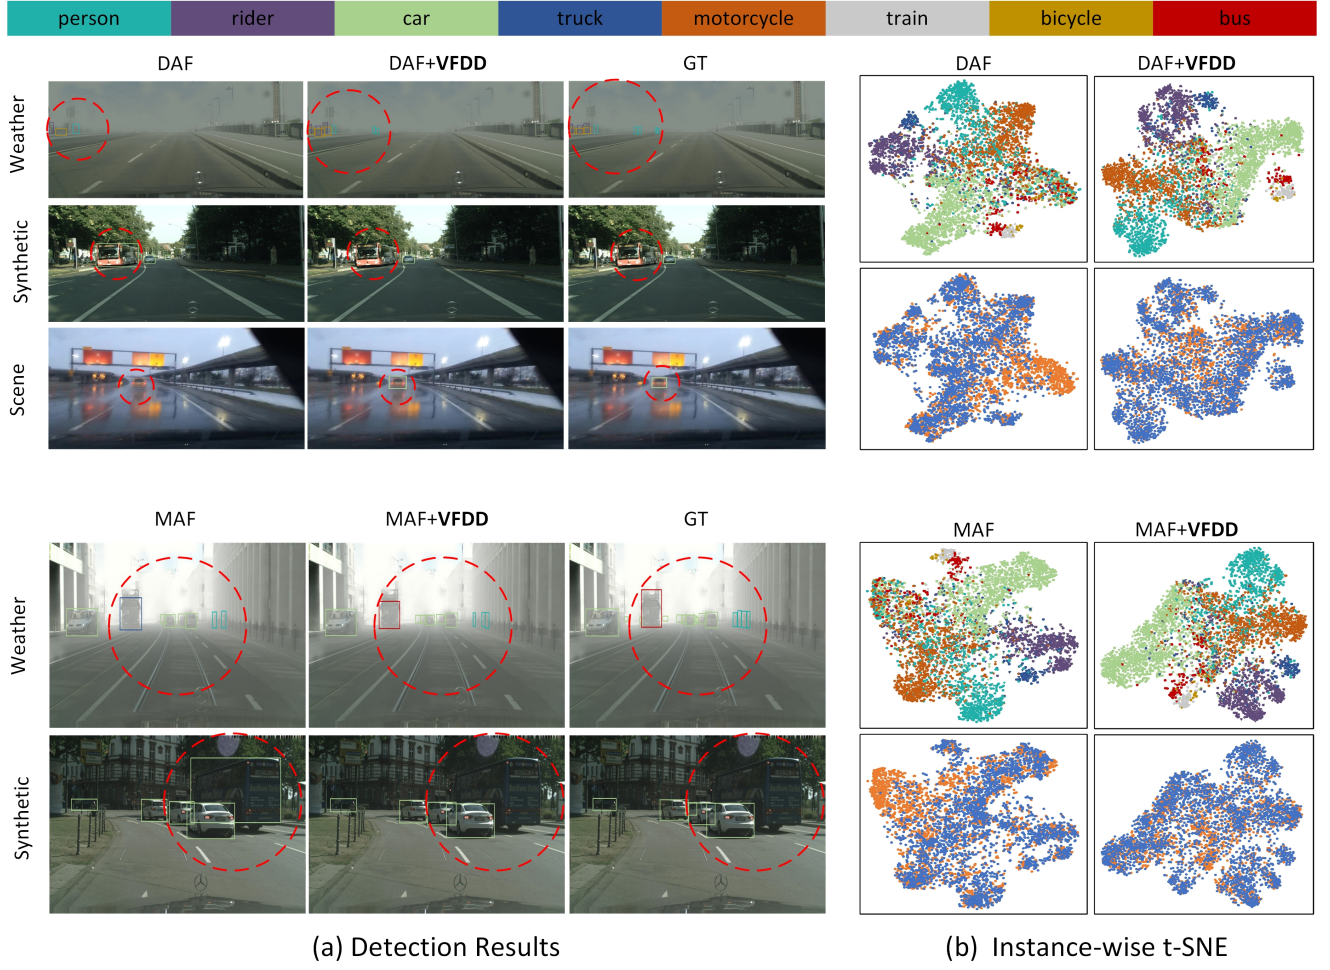 person rider car truck motorcycle train bicycle bus
DAF DAF+VFDD GT
Weather
Synthetic
Scene
DAF DAF+VFDD
MAF MAF+VFDD GT
Weather
Synthetic
MAF MAF+VFDD
(a) Detection Results
(b) Instance-wise t-SNE